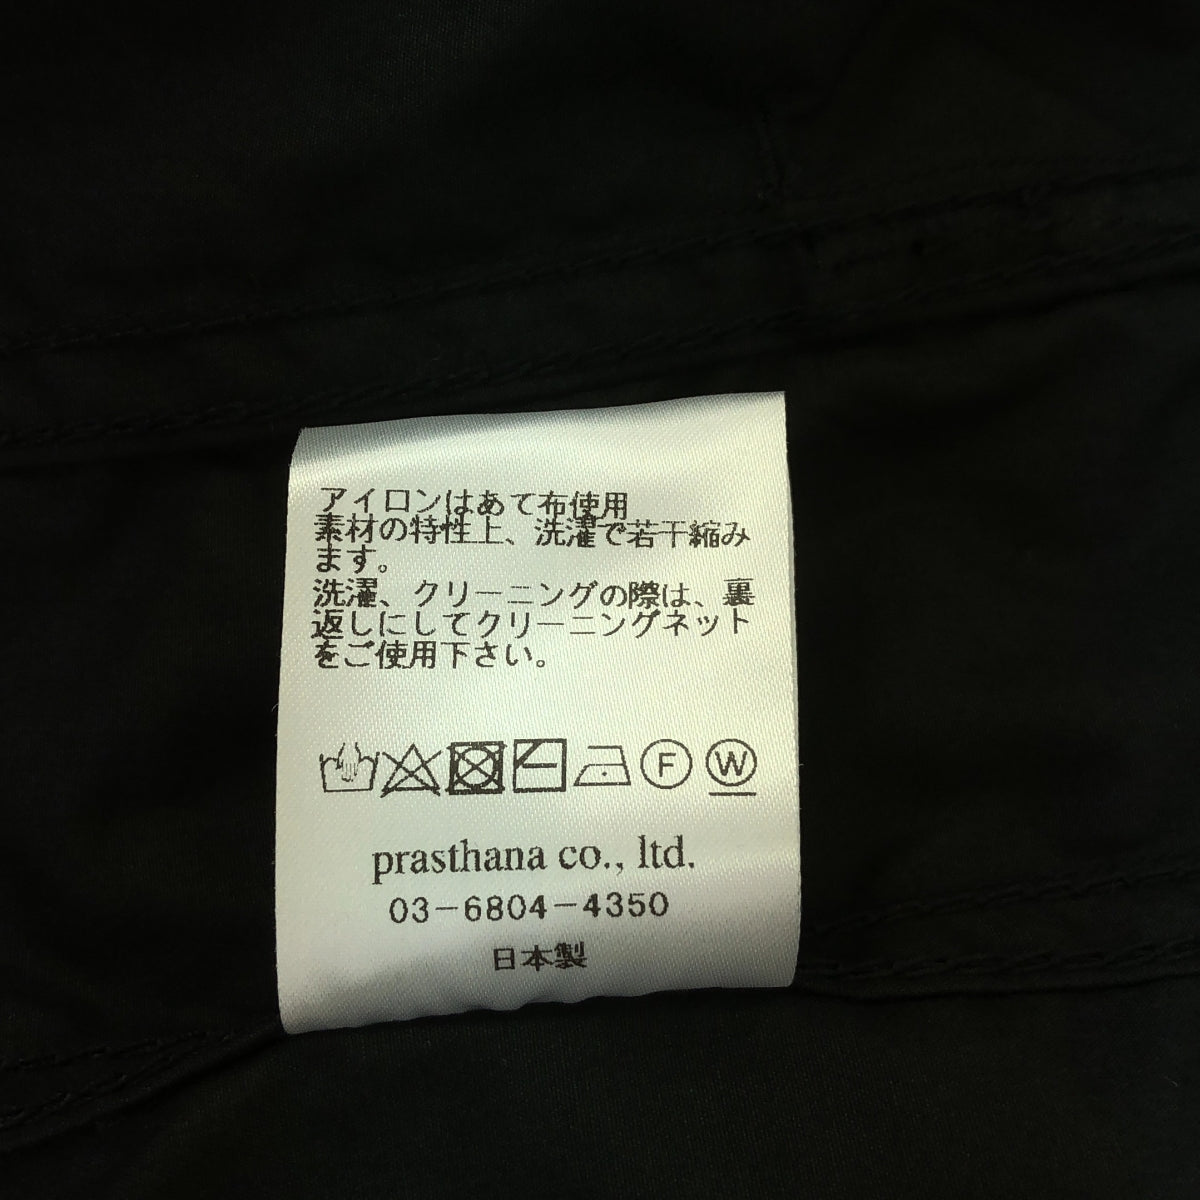 アイロンはあて布使用
素材の特性上、洗濯で若干縮み
ます。
洗濯、クリーニングの際は、裏
返しにしてクリーニングネット
をご使用下さい。
F W
prasthana co., ltd.
03-6804-4350
日本製